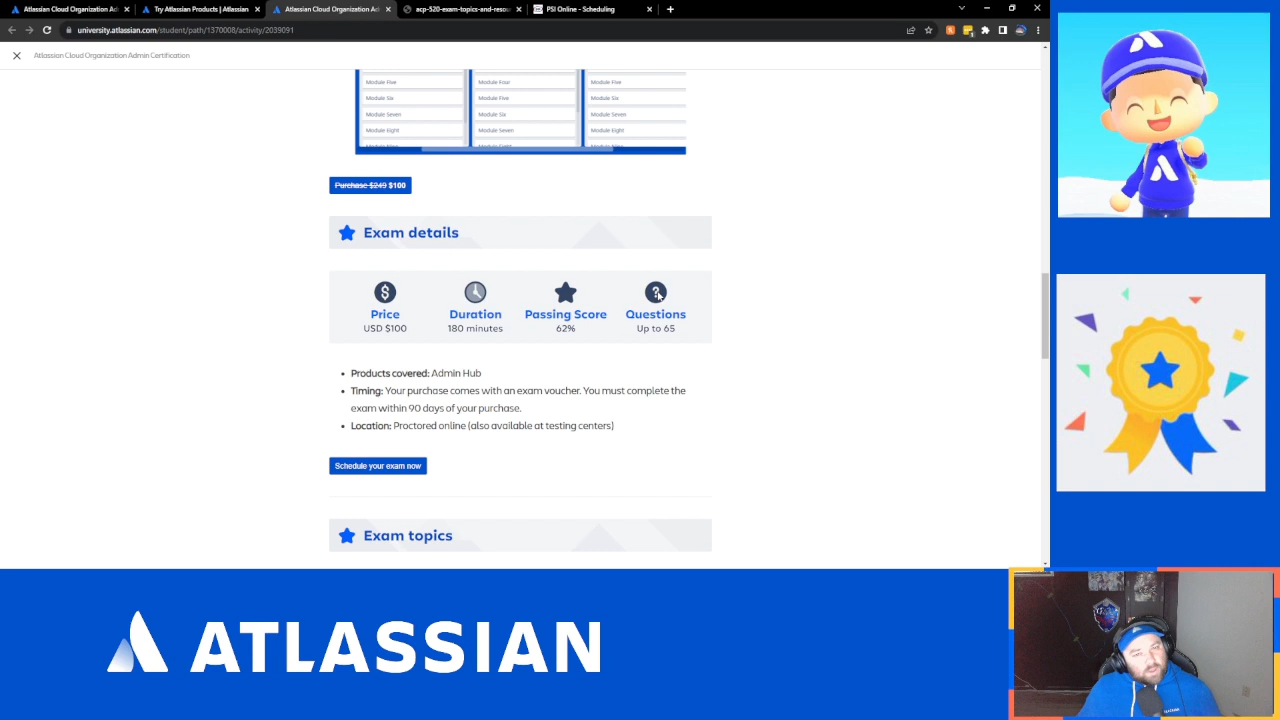 Atlassian Cloud Organization Ad
Try Atlassian Products | Atlassian
Atlassian Cloud Organization Ad
acp-520-exam-topics-and-resou
PSI Online - Scheduling
university.atlassian.com/student/path/1370008/activity/2039091
Atlassian Cloud Organization Admin Certification
Module Five
Module Four
Module Five
Module Six
Module Five
Module Six
Module Seven
Module Six
Module Seven
Module Eight
Module Seven
Module Eight
Purchase $249 $100
Exam details
Price
Duration
Passing Score
Questions
USD $100
180 minutes
62%
Up to 65
Products covered: Admin Hub
Timing: Your purchase comes with an exam voucher. You must complete the
exam within 90 days of your purchase.
Location: Proctored online (also available at testing centers)
Schedule your exam now
Exam topics
ATLASSIAN